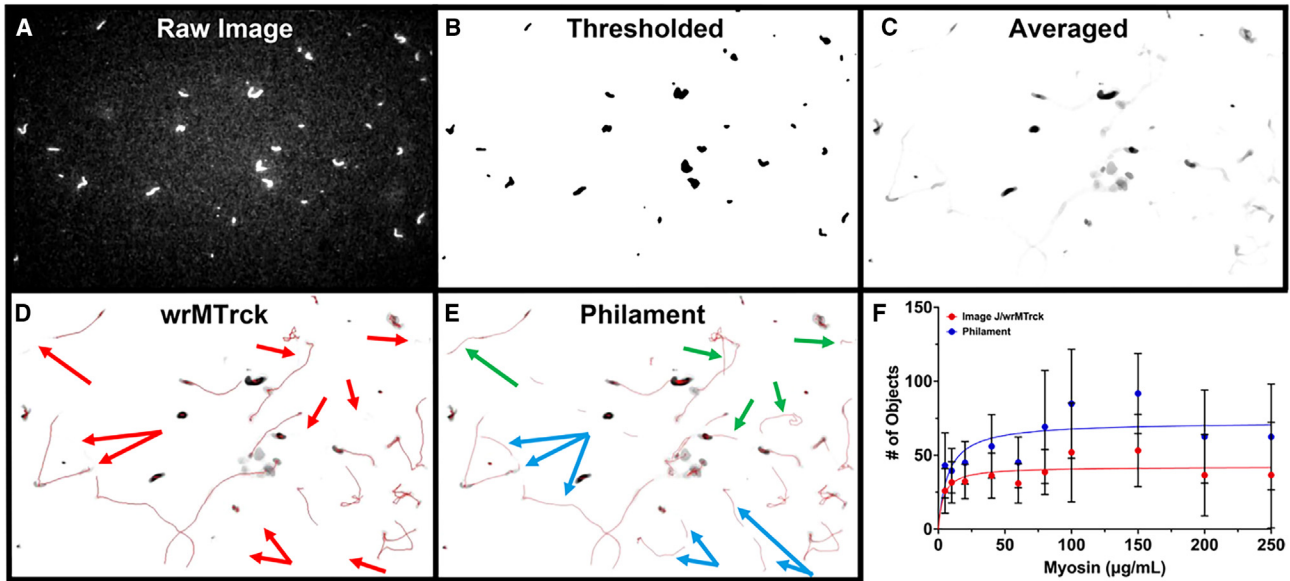 A
Raw Image
B
Thresholded
C
Averaged
D
wrMTrck
E
Philament
F
150
100
50
0
# of Objects
Image J/wrMTrck
Philament
0 50 100 150 200 250
Myosin (μg/mL)